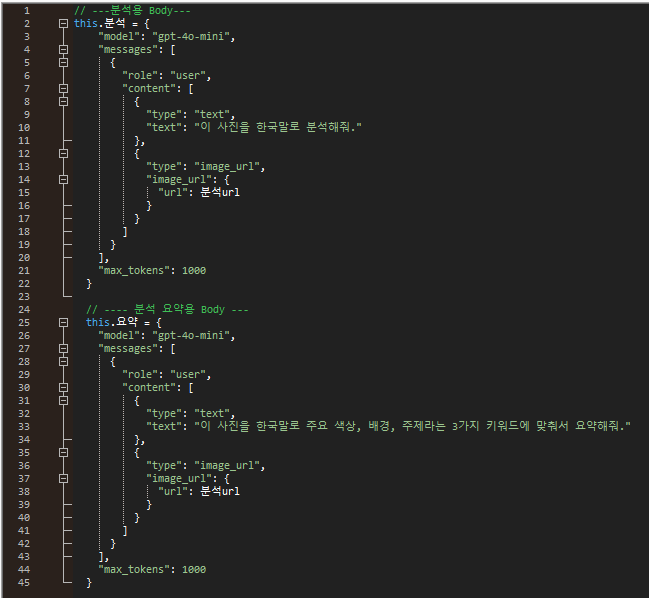 1 // ---분석용 Body---
2 this.분석 = {
3 "model": "gpt-4o-mini",
4 "messages": [
5 {
6 "role": "user",
7 "content": [
8 {
9 "type": "text",
10 "text": "이 사진을 한국말로 분석해줘."
11 },
12 {
13 "type": "image_url",
14 "image_url": {
15 "url": 분석url
16 }
17 }
18 ]
19 }
20 ],
21 "max_tokens": 1000
22 }
23
24 // ---- 분석 요약용 Body ---
25 this.요약 = {
26 "model": "gpt-4o-mini",
27 "messages": [
28 {
29 "role": "user",
30 "content": [
31 {
32 "type": "text",
33 "text": "이 사진을 한국말로 주요 색상, 배경, 주제라는 3가지 키워드에 맞춰서 요약해줘."
34 },
35 {
36 "type": "image_url",
37 "image_url": {
38 "url": 분석url
39 }
40 }
41 ]
42 }
43 ],
44 "max_tokens": 1000
45 }